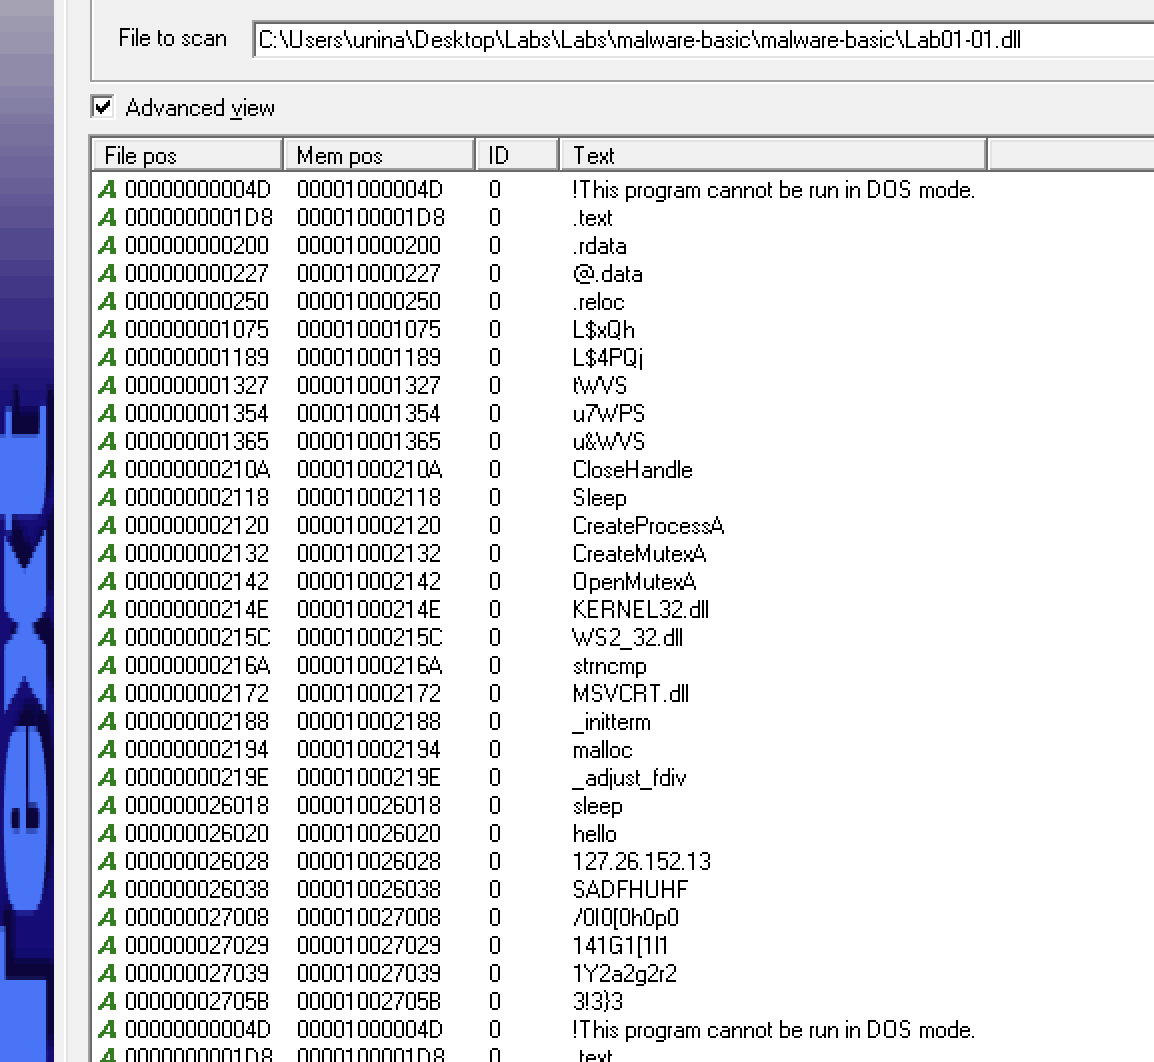 File to scan C:\Users\unina\Desktop\Labs\Labs\malware-basic\malware-basic\Lab01-01.dll
Advanced view
File pos Mem pos ID Text
A 00000000004D 00001000004D 0 !This program cannot be run in DOS mode.
A 0000000001D8 0000100001D8 0 .text
A 000000000200 000010000200 0 .rdata
A 000000000227 000010000227 0 @.data
A 000000000250 000010000250 0 .reloc
A 000000001075 000010001075 0 L$xQh
A 000000001189 000010001189 0 L$4PQj
A 000000001327 000010001327 0 tWVS
A 000000001354 000010001354 0 u7WPS
A 000000001365 000010001365 0 u&WVS
A 00000000210A 00001000210A 0 CloseHandle
A 000000002118 000010002118 0 Sleep
A 000000002120 000010002120 0 CreateProcessA
A 000000002132 000010002132 0 CreateMutexA
A 000000002142 000010002142 0 OpenMutexA
A 00000000214E 00001000214E 0 KERNEL32.dll
A 00000000215C 00001000215C 0 WS2_32.dll
A 00000000216A 00001000216A 0 strncmp
A 000000002172 000010002172 0 MSVCRT.dll
A 000000002188 000010002188 0 _initterm
A 000000002194 000010002194 0 malloc
A 00000000219E 00001000219E 0 _adjust_fdiv
A 000000026018 000010026018 0 sleep
A 000000026020 000010026020 0 hello
A 000000026028 000010026028 0 127.26.152.13
A 000000026038 000010026038 0 SADFHUHF
A 000000027008 000010027008 0 /0I0[0h0p0
A 000000027029 000010027029 0 141G1[1l1
A 000000027039 000010027039 0 1Y2a2g2r2
A 00000002705B 00001002705B 0 3!3}3
A 00000000004D 00001000004D 0 !This program cannot be run in DOS mode.
A 0000000001D8 0000100001D8 0 .text